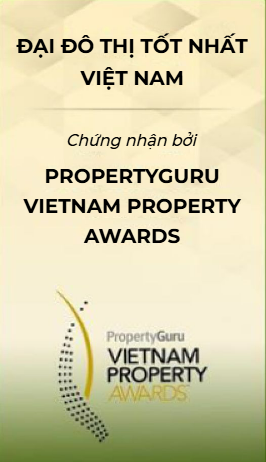 ĐẠI ĐÔ THỊ TỐT NHẤT
VIỆT NAM
Chứng nhận bởi
PROPERTYGURU
VIETNAM PROPERTY
AWARDS
PropertyGuru
VIETNAM
PROPERTY
AWARDS